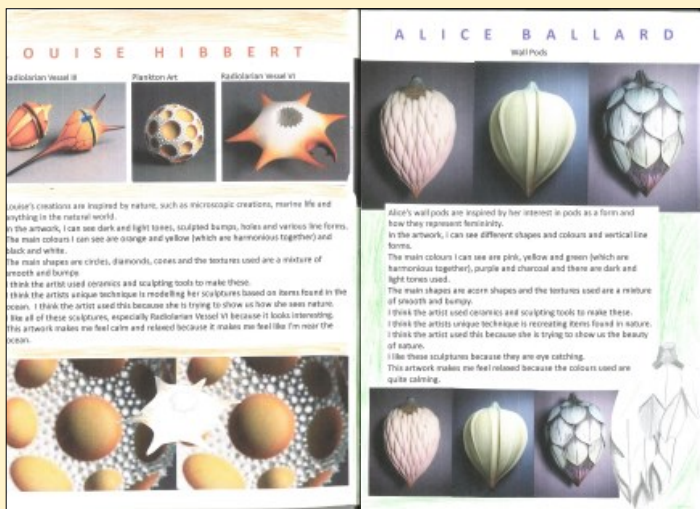 OUISE HIBBERT
Radiolarian Vessel III
Plankton Art
Radiolarian Vessel VI
Louise's creations are inspired by nature, such as microscopic creations, marine life and
anything in the natural world.
In the artwork, I can see dark and light tones, sculpted bumps, holes and various line forms.
The main colours I can see are orange and yellow (which are harmonious together) and
black and white.
The main shapes are circles, diamonds, cones and the textures used are a mixture of
smooth and bumpy.
I think the artist used ceramics and sculpting tools to make these.
I think the artists unique technique is modelling her sculptures based on items found in the
ocean. I think the artist used this because she is trying to show us how she sees nature.
I like all of these sculptures, especially Radiolarian Vessel VI because it looks interesting.
This artwork makes me feel calm and relaxed because it makes me feel like I'm near the
ocean.
ALICE BALLARD
Wall Pods
Alice's wall pods are inspired by her interest in pods as a form and
how they represent femininity.
In the artwork, I can see different shapes and colours and vertical line
forms.
The main colours I can see are pink, yellow and green (which are
harmonious together), purple and charcoal and there are dark and
light tones used.
The main shapes are acorn shapes and the textures used are a mixture
of smooth and bumpy.
I think the artist used ceramics and sculpting tools to make these.
I think the artists unique technique is recreating items found in nature.
I think the artist used this because she is trying to show us the beauty
of nature.
I like these sculptures because they are eye catching.
This artwork makes me feel relaxed because the colours used are
quite calming.